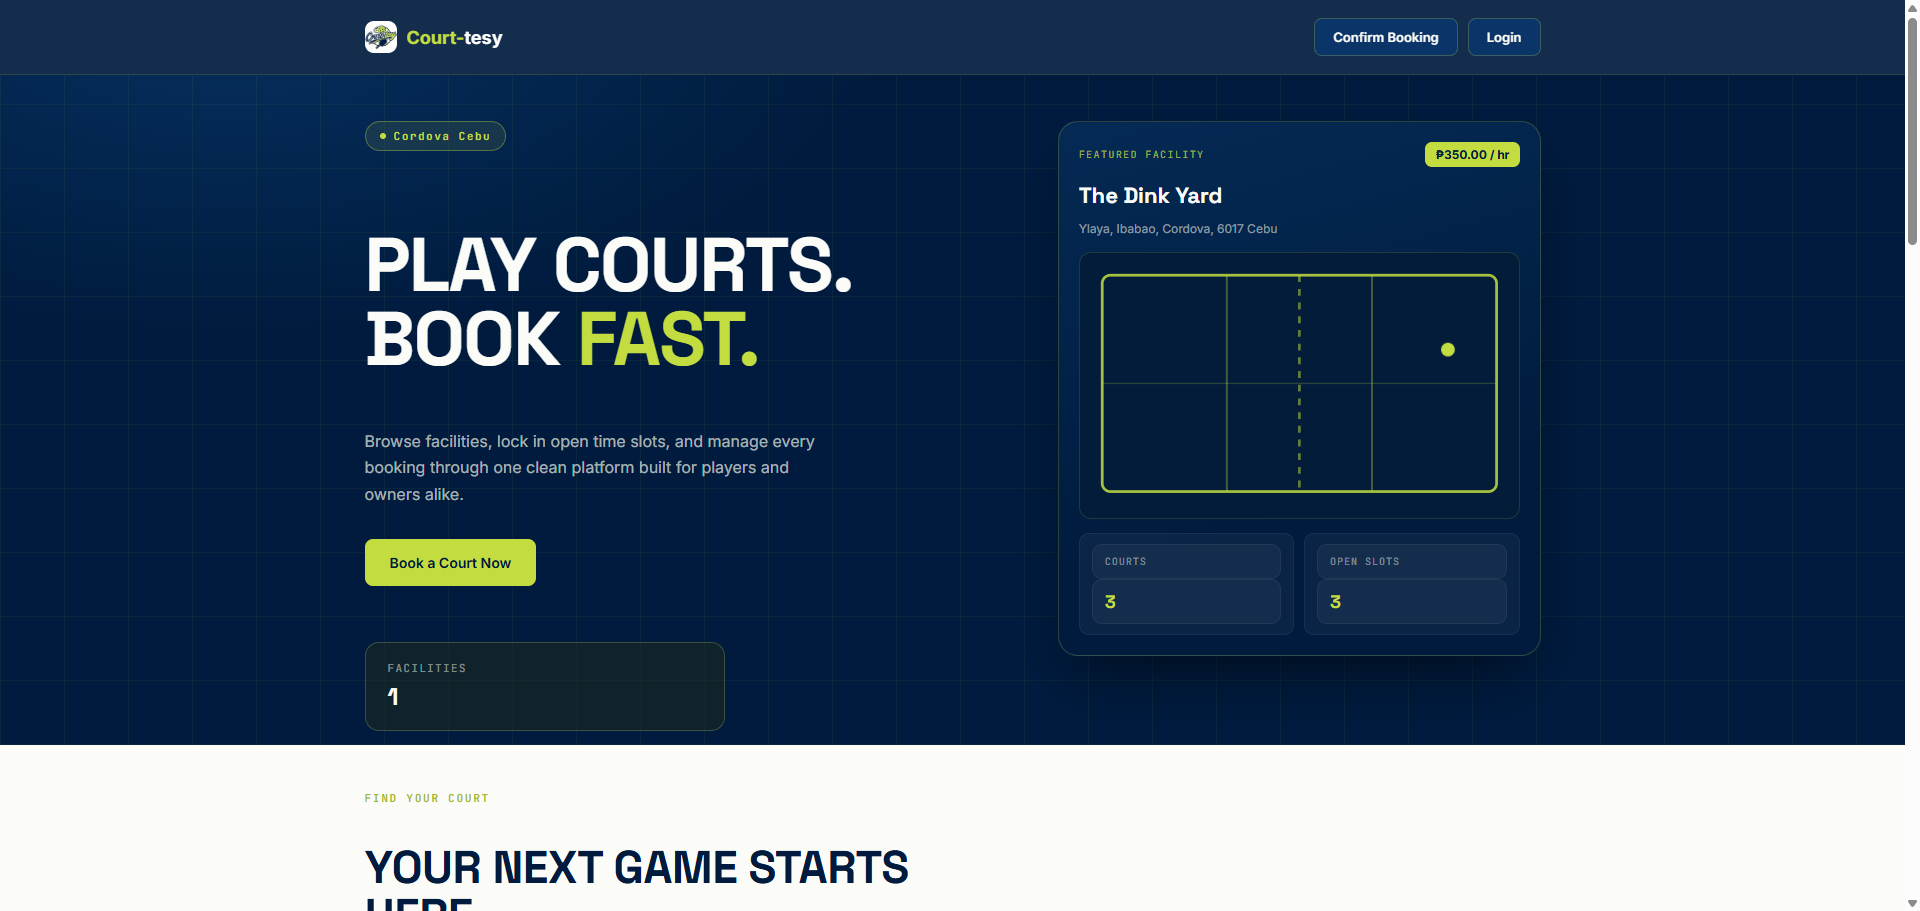 Court-tesy
Confirm Booking
Login
Cordova Cebu
PLAY COURTS.
BOOK FAST.
Browse facilities, lock in open time slots, and manage every
booking through one clean platform built for players and
owners alike.
Book a Court Now
FACILITIES
1
FEATURED FACILITY
₱350.00 / hr
The Dink Yard
Ylaya, Ibabao, Cordova, 6017 Cebu
COURTS
3
OPEN SLOTS
3
FIND YOUR COURT
YOUR NEXT GAME STARTS
HERE